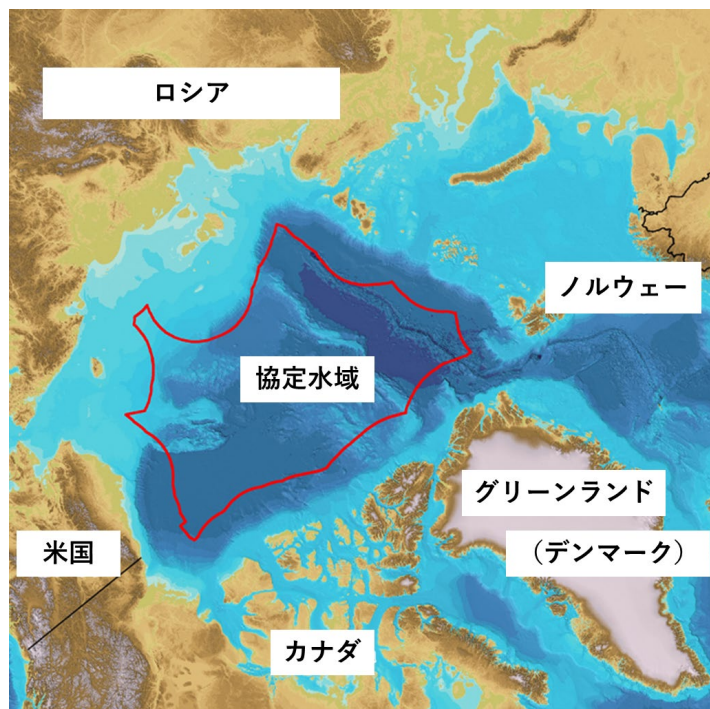 ロシア
ノルウェー
協定水域
グリーンランド
（デンマーク）
米国
カナダ